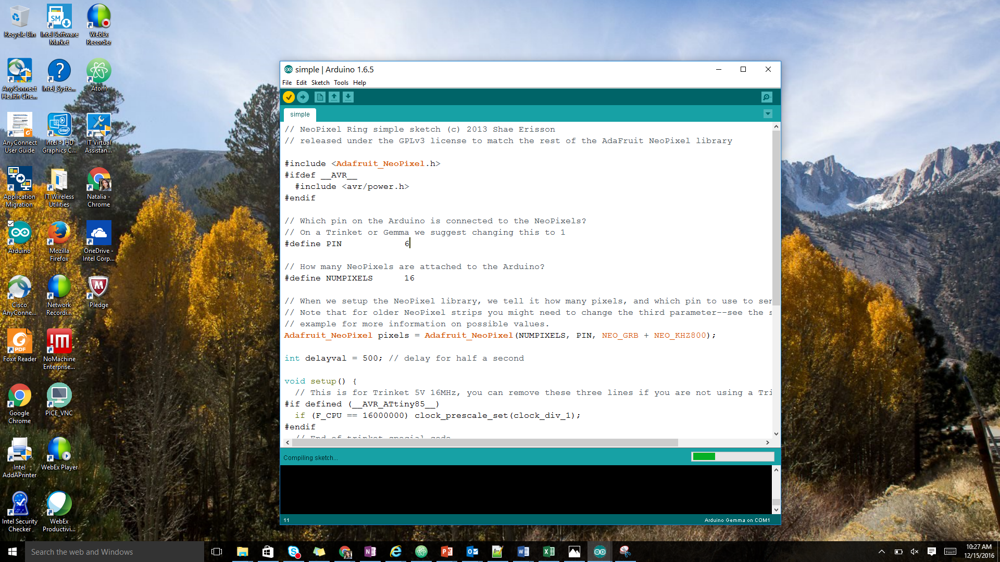 Recycle Bin
Intel Software
Market
WebEx
Recorder
AnyConnect
Health Che...
Intel_Syste...
Atom
AnyConnect
User Guide
Intel® HD
Graphics C...
IT Virtual
Assistan...
Application
Migration
IT Wireless
Utilities
Natalia -
Chrome
Arduino
Mozilla
Firefox
OneDrive -
Intel Corp...
Cisco
AnyConne...
Network
Recordi...
Pledge
Foxit Reader
NoMachine
Enterprise...
Google
Chrome
PICE_VNC
Intel
AddAPrinter
WebEx Player
Intel Security
Checker
WebEx
Productivi...
simple | Arduino 1.6.5
File Edit Sketch Tools Help
simple
// NeoPixel Ring simple sketch (c) 2013 Shae Erisson
// released under the GPLv3 license to match the rest of the AdaFruit NeoPixel library
#include <Adafruit_NeoPixel.h>
#ifdef __AVR__
#include <avr/power.h>
#endif
// Which pin on the Arduino is connected to the NeoPixels?
// On a Trinket or Gemma we suggest changing this to 1
#define PIN 6
// How many NeoPixels are attached to the Arduino?
#define NUMPIXELS 16
// When we setup the NeoPixel library, we tell it how many pixels, and which pin to use to ser
// Note that for older NeoPixel strips you might need to change the third parameter--see the s
// example for more information on possible values.
Adafruit_NeoPixel pixels = Adafruit_NeoPixel(NUMPIXELS, PIN, NEO_GRB + NEO_KHZ800);
int delayval = 500; // delay for half a second
void setup() {
// This is for Trinket 5V 16MHz, you can remove these three lines if you are not using a Tri
#if defined (__AVR_ATtiny85__)
if (F_CPU == 16000000) clock_prescale_set(clock_div_1);
#endif
// End of trinket special code
Compiling sketch...
11
Arduino Gemma on COM1
Search the web and Windows
10:27 AM
12/15/2016